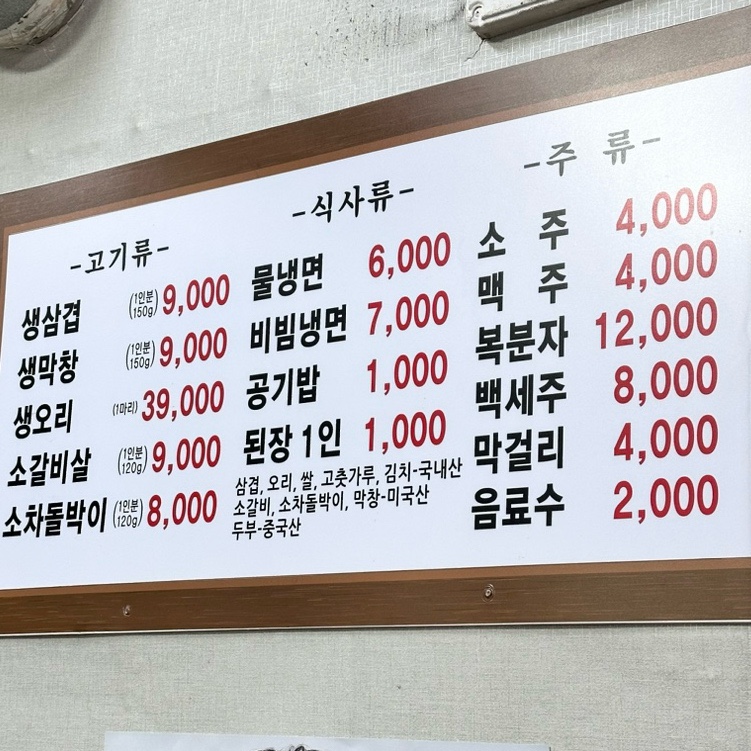 -고기류-
생삼겹 (1인분 150g) 9,000
생막창 (1인분 150g) 9,000
생오리 (1마리) 39,000
소갈비살 (1인분 120g) 9,000
소차돌박이 (1인분 120g) 8,000
-식사류-
물냉면 6,000
비빔냉면 7,000
공기밥 1,000
된장 1인 1,000
삼겹, 오리, 쌀, 고춧가루, 김치-국내산
소갈비, 소차돌박이, 막창-미국산
두부-중국산
-주 류-
소 주 4,000
맥 주 4,000
복분자 12,000
백세주 8,000
막걸리 4,000
음료수 2,000